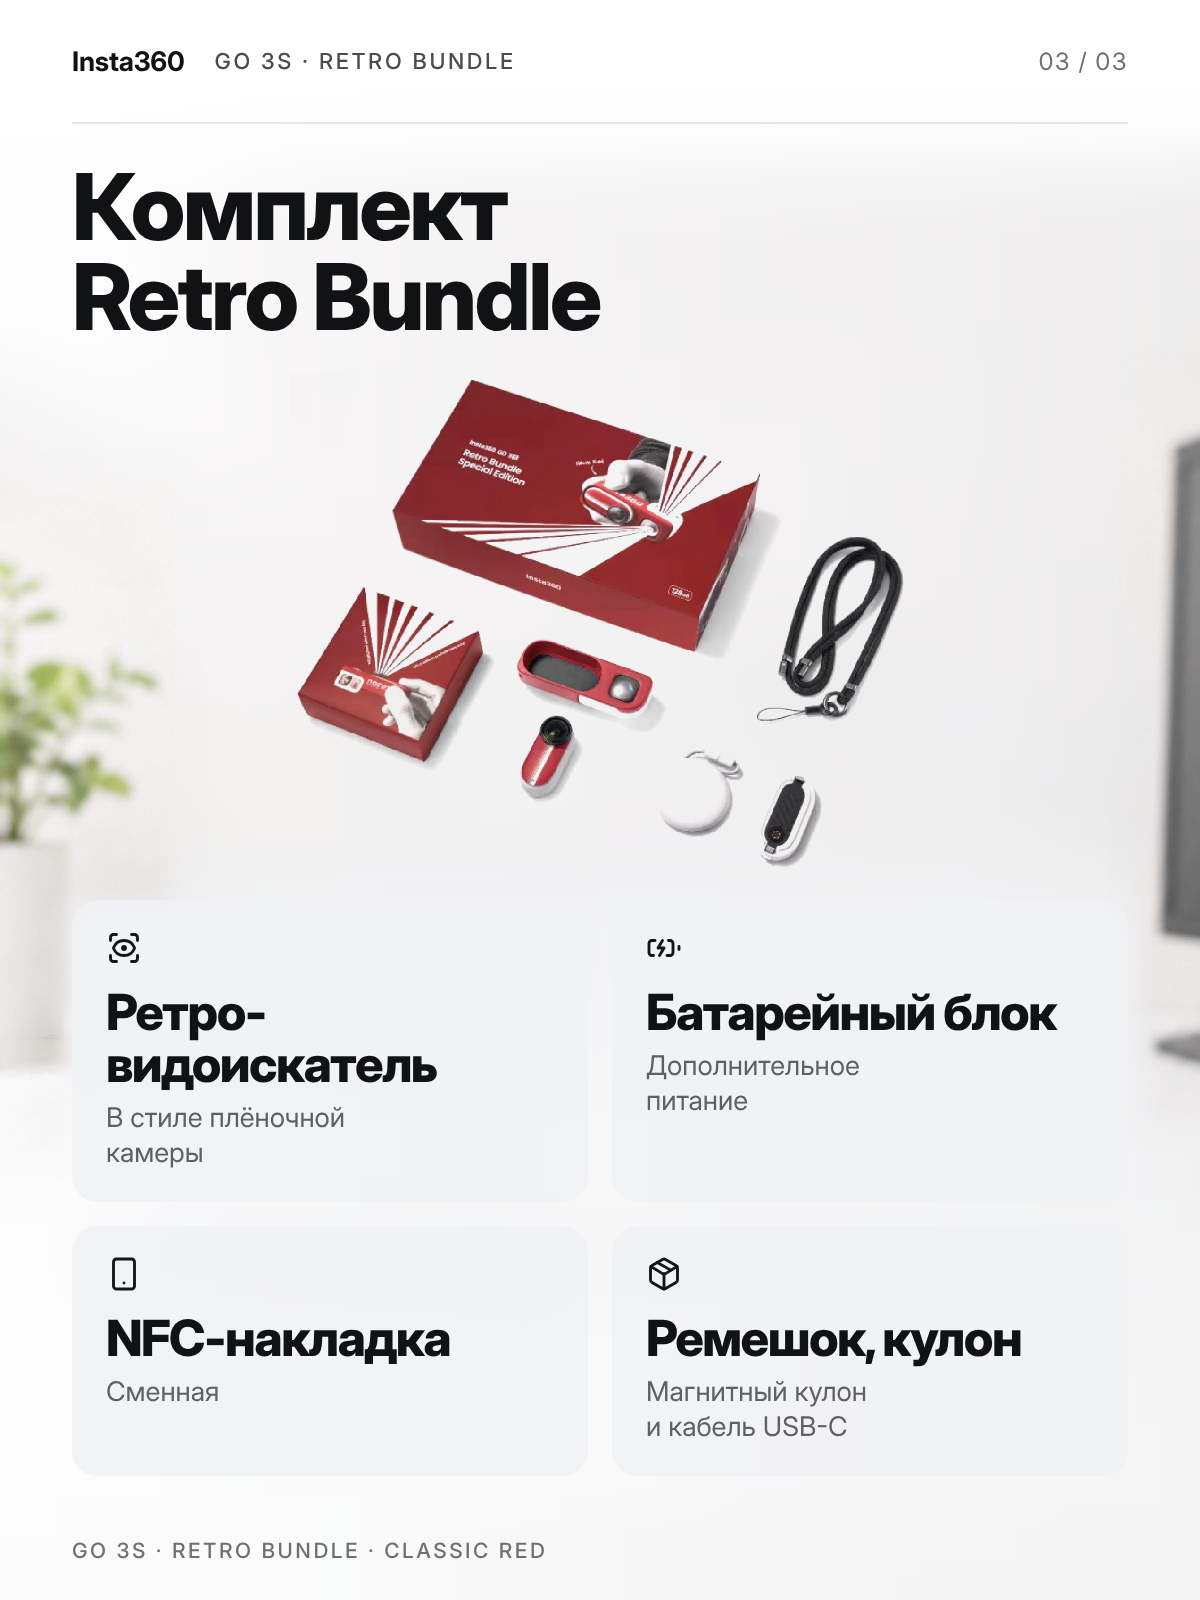 Insta360 GO 3S · RETRO BUNDLE 03 / 03
Комплект
Retro Bundle
Insta360 GO 3S
Retro Bundle
Special Edition
Insta360
Ретро-
видоискатель
В стиле плёночной
камеры
Батарейный блок
Дополнительное
питание
NFC-накладка
Сменная
Ремешок, кулон
Магнитный кулон
и кабель USB-C
GO 3S · RETRO BUNDLE · CLASSIC RED